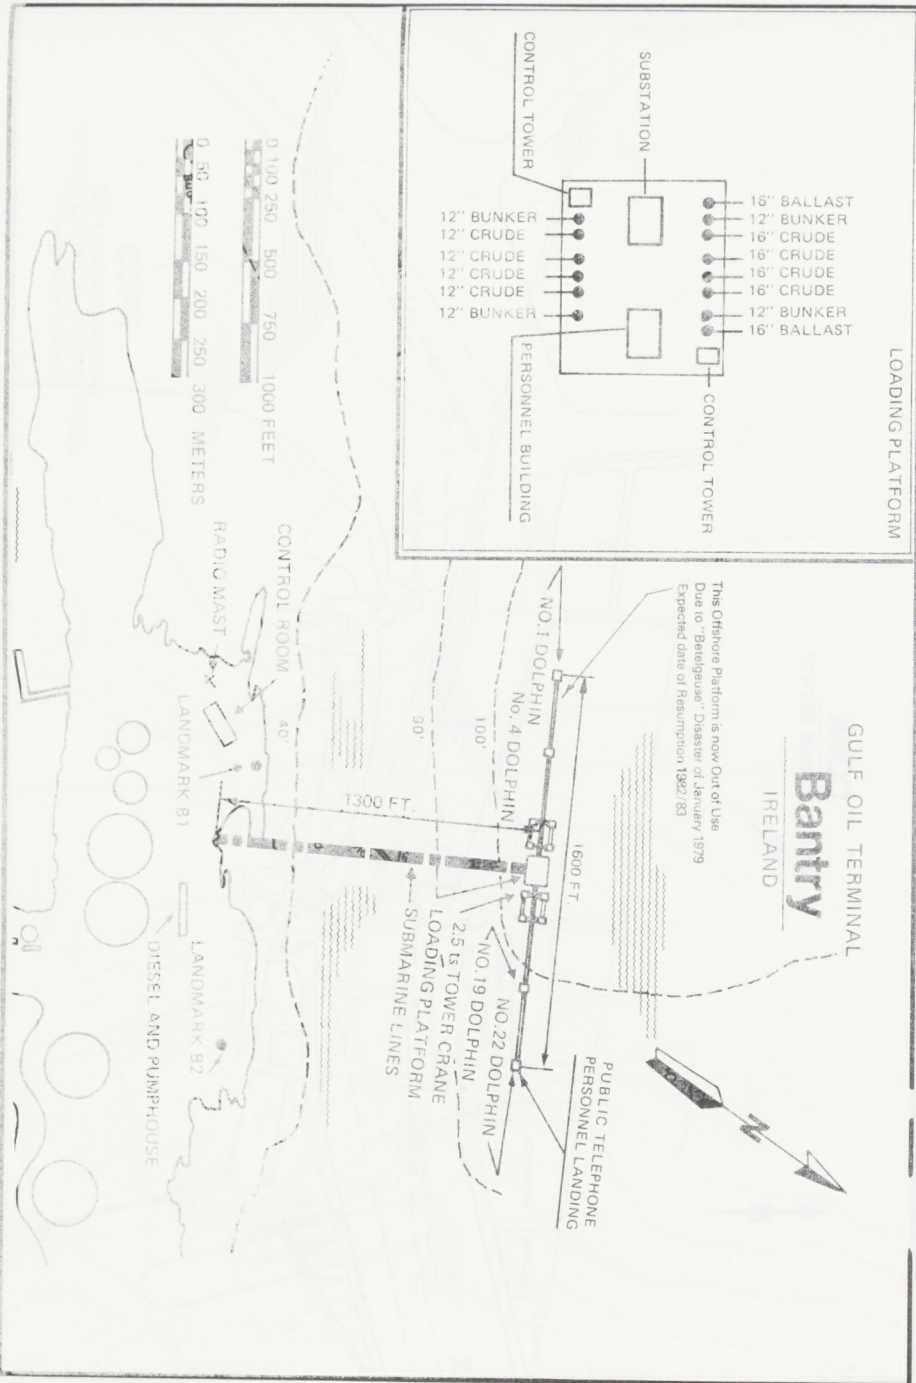 GULF OIL TERMINAL
Bantry
IRELAND
This Offshore Platform is now Out of Use
Due to "Betelgeuse" Disaster of January 1979
Expected date of Resumption 1982/83
LOADING PLATFORM
16" BALLAST
12" BUNKER
16" CRUDE
16" CRUDE
16" CRUDE
16" CRUDE
12" BUNKER
16" BALLAST
CONTROL TOWER
SUBSTATION
CONTROL TOWER
12" BUNKER
12" CRUDE
12" CRUDE
12" CRUDE
12" CRUDE
12" BUNKER
PERSONNEL BUILDING
N
PUBLIC TELEPHONE
PERSONNEL LANDING
1600 FT.
NO.1 DOLPHIN
No. 4 DOLPHIN
NO.22 DOLPHIN
NO.19 DOLPHIN
2.5 ts TOWER CRANE
LOADING PLATFORM
SUBMARINE LINES
100'
90'
40'
1300 FT.
0 100 250 500 750 1000 FEET
0 50 100 150 200 250 300 METERS
CONTROL ROOM
RADIO MAST
LANDMARK B1
LANDMARK B2
DIESEL AND PUMPHOUSE
Oil